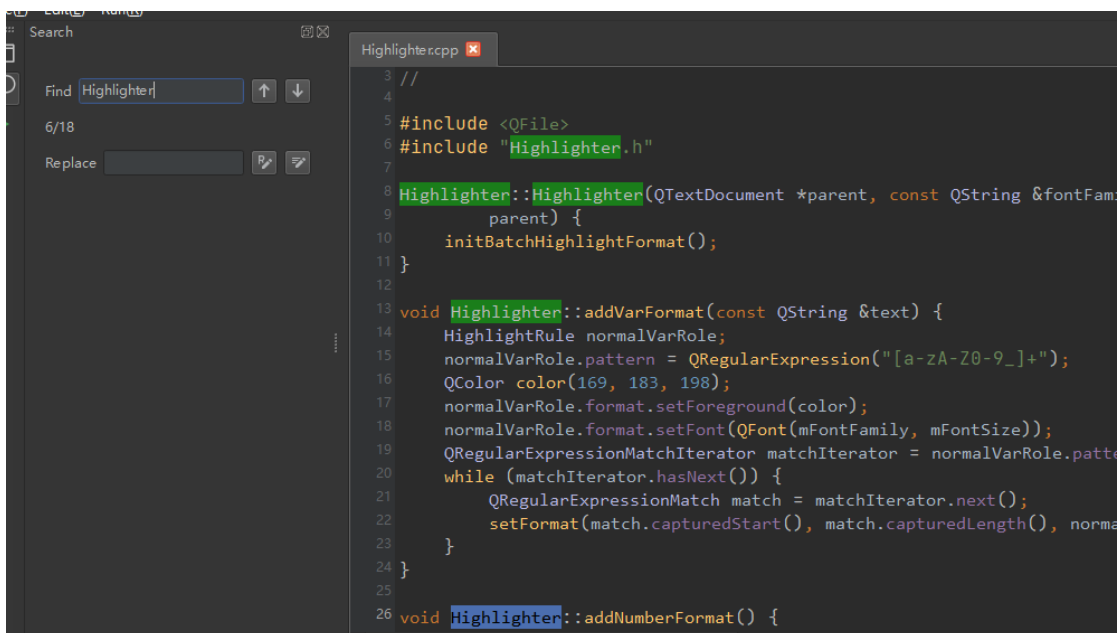 Edit(E) Run(R)
Search
Find Highlighter
6/18
Replace
Highlighter.cpp
3 //
4
5 #include <QFile>
6 #include "Highlighter.h"
7
8 Highlighter::Highlighter(QTextDocument *parent, const QString &fontFami
9         parent) {
10     initBatchHighlightFormat();
11 }
12
13 void Highlighter::addVarFormat(const QString &text) {
14     HighlightRule normalVarRole;
15     normalVarRole.pattern = QRegularExpression("[a-zA-Z0-9_]+");
16     QColor color(169, 183, 198);
17     normalVarRole.format.setForeground(color);
18     normalVarRole.format.setFont(QFont(mFontFamily, mFontSize));
19     QRegularExpressionMatchIterator matchIterator = normalVarRole.patte
20     while (matchIterator.hasNext()) {
21         QRegularExpressionMatch match = matchIterator.next();
22         setFormat(match.capturedStart(), match.capturedLength(), norma
23     }
24 }
25
26 void Highlighter::addNumberFormat() {